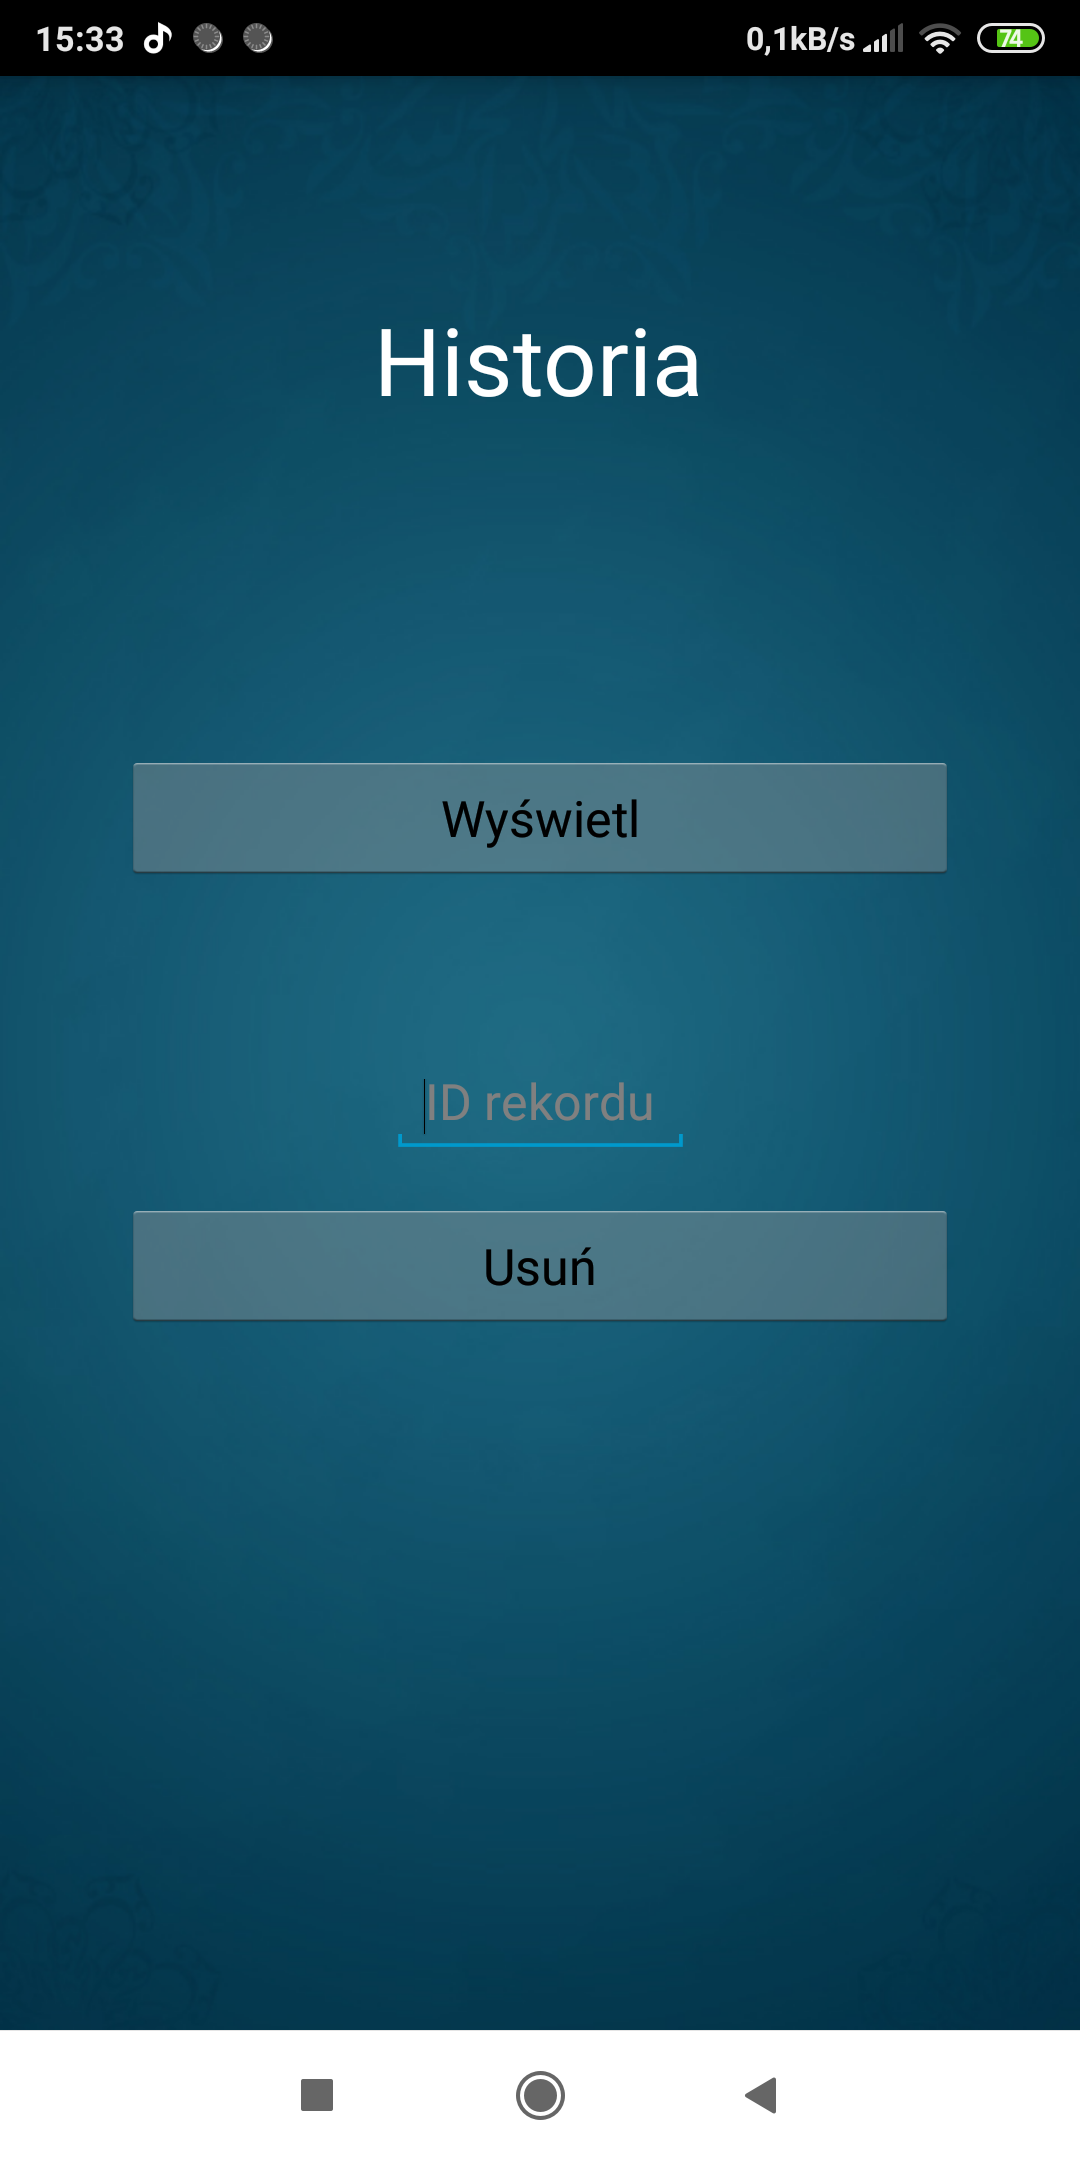 15:33 0,1kB/s 74
Historia
Wyświetl
ID rekordu
Usuń